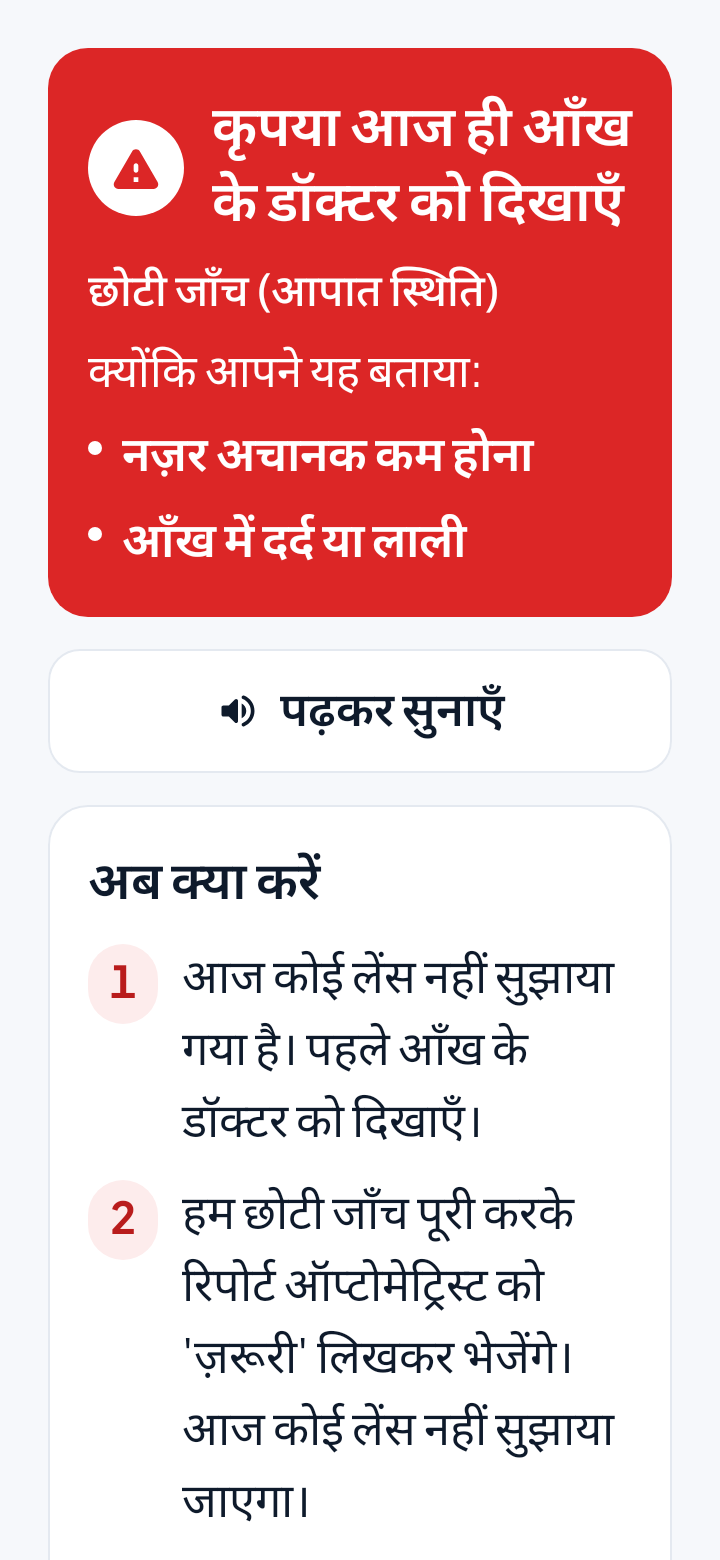 कृपया आज ही आँख
के डॉक्टर को दिखाएँ
छोटी जाँच (आपात स्थिति)
क्योंकि आपने यह बताया:
• नज़र अचानक कम होना
• आँख में दर्द या लाली
पढ़कर सुनाएँ
अब क्या करें
1 आज कोई लेंस नहीं सुझाया
गया है। पहले आँख के
डॉक्टर को दिखाएँ।
2 हम छोटी जाँच पूरी करके
रिपोर्ट ऑप्टोमेट्रिस्ट को
'ज़रूरी' लिखकर भेजेंगे।
आज कोई लेंस नहीं सुझाया
जाएगा।